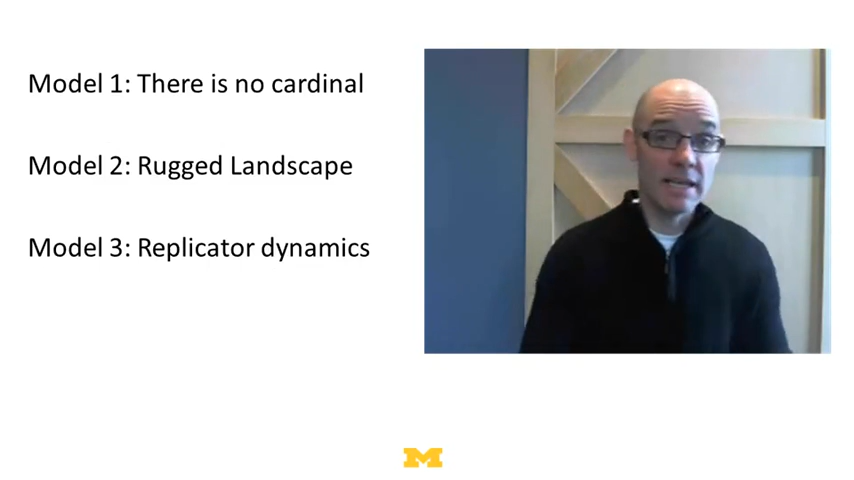 Model 1: There is no cardinal
Model 2: Rugged Landscape
Model 3: Replicator dynamics
M